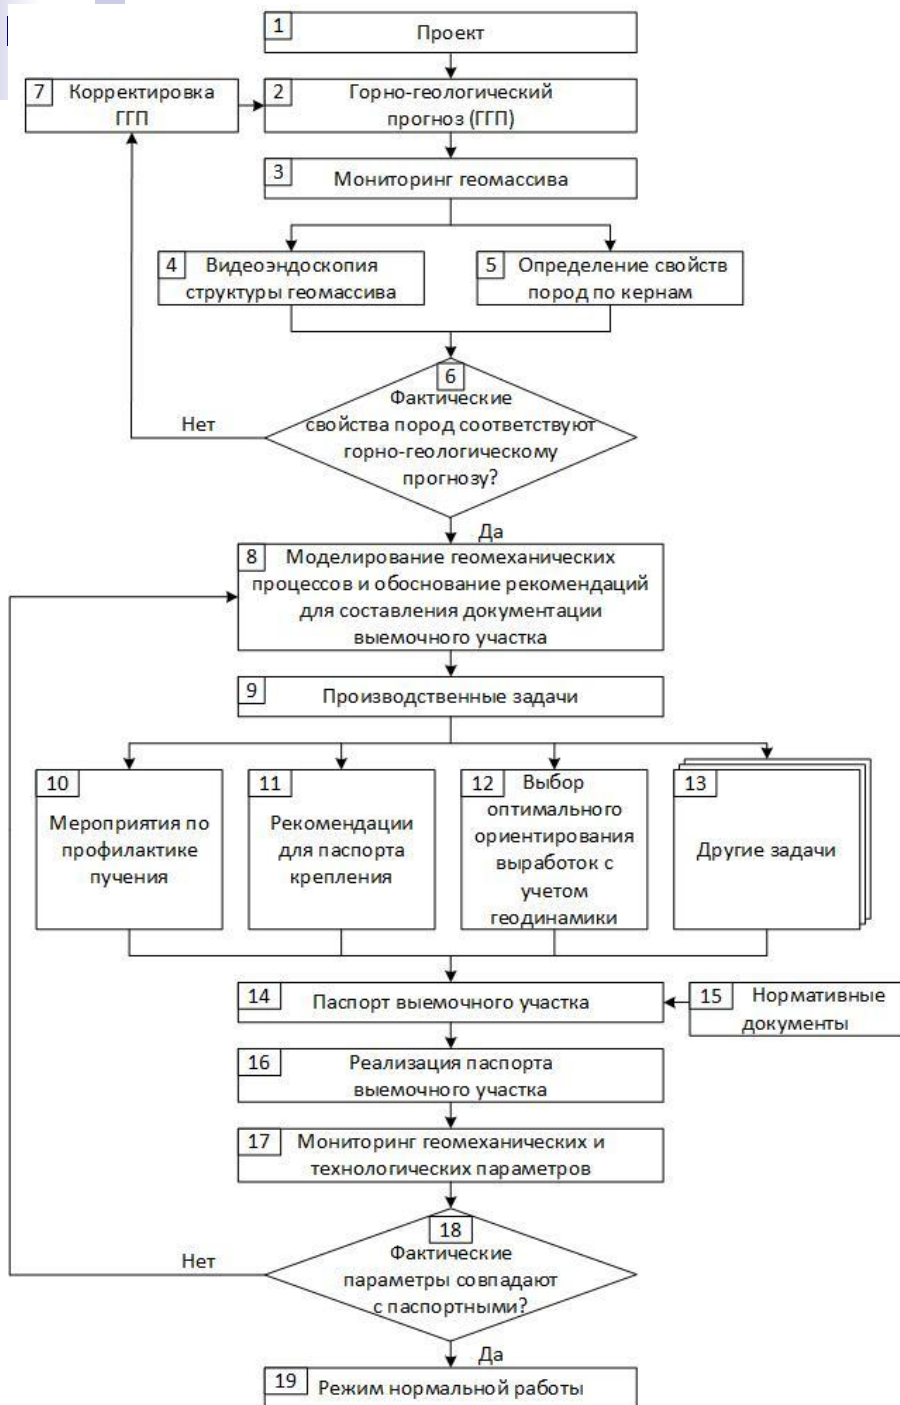 1
Проект
7 Корректировка
ГГП
2 Горно-геологический
прогноз (ГГП)
3
Мониторинг геомассива
4 Видеоэндоскопия
структуры геомассива
5 Определение свойств
пород по кернам
6
Фактические
свойства пород соответствуют
горно-геологическому
прогнозу?
Нет
Да
8 Моделирование геомеханических
процессов и обоснование рекомендаций
для составления документации
выемочного участка
9
Производственные задачи
10
Мероприятия по
профилактике
пучения
11
Рекомендации
для паспорта
крепления
12 Выбор
оптимального
ориентирования
выработок с
учетом
геодинамики
13
Другие задачи
14
Паспорт выемочного участка
15 Нормативные
документы
16 Реализация паспорта
выемочного участка
17 Мониторинг геомеханических и
технологических параметров
18
Фактические
параметры совпадают
с паспортными?
Нет
Да
19
Режим нормальной работы